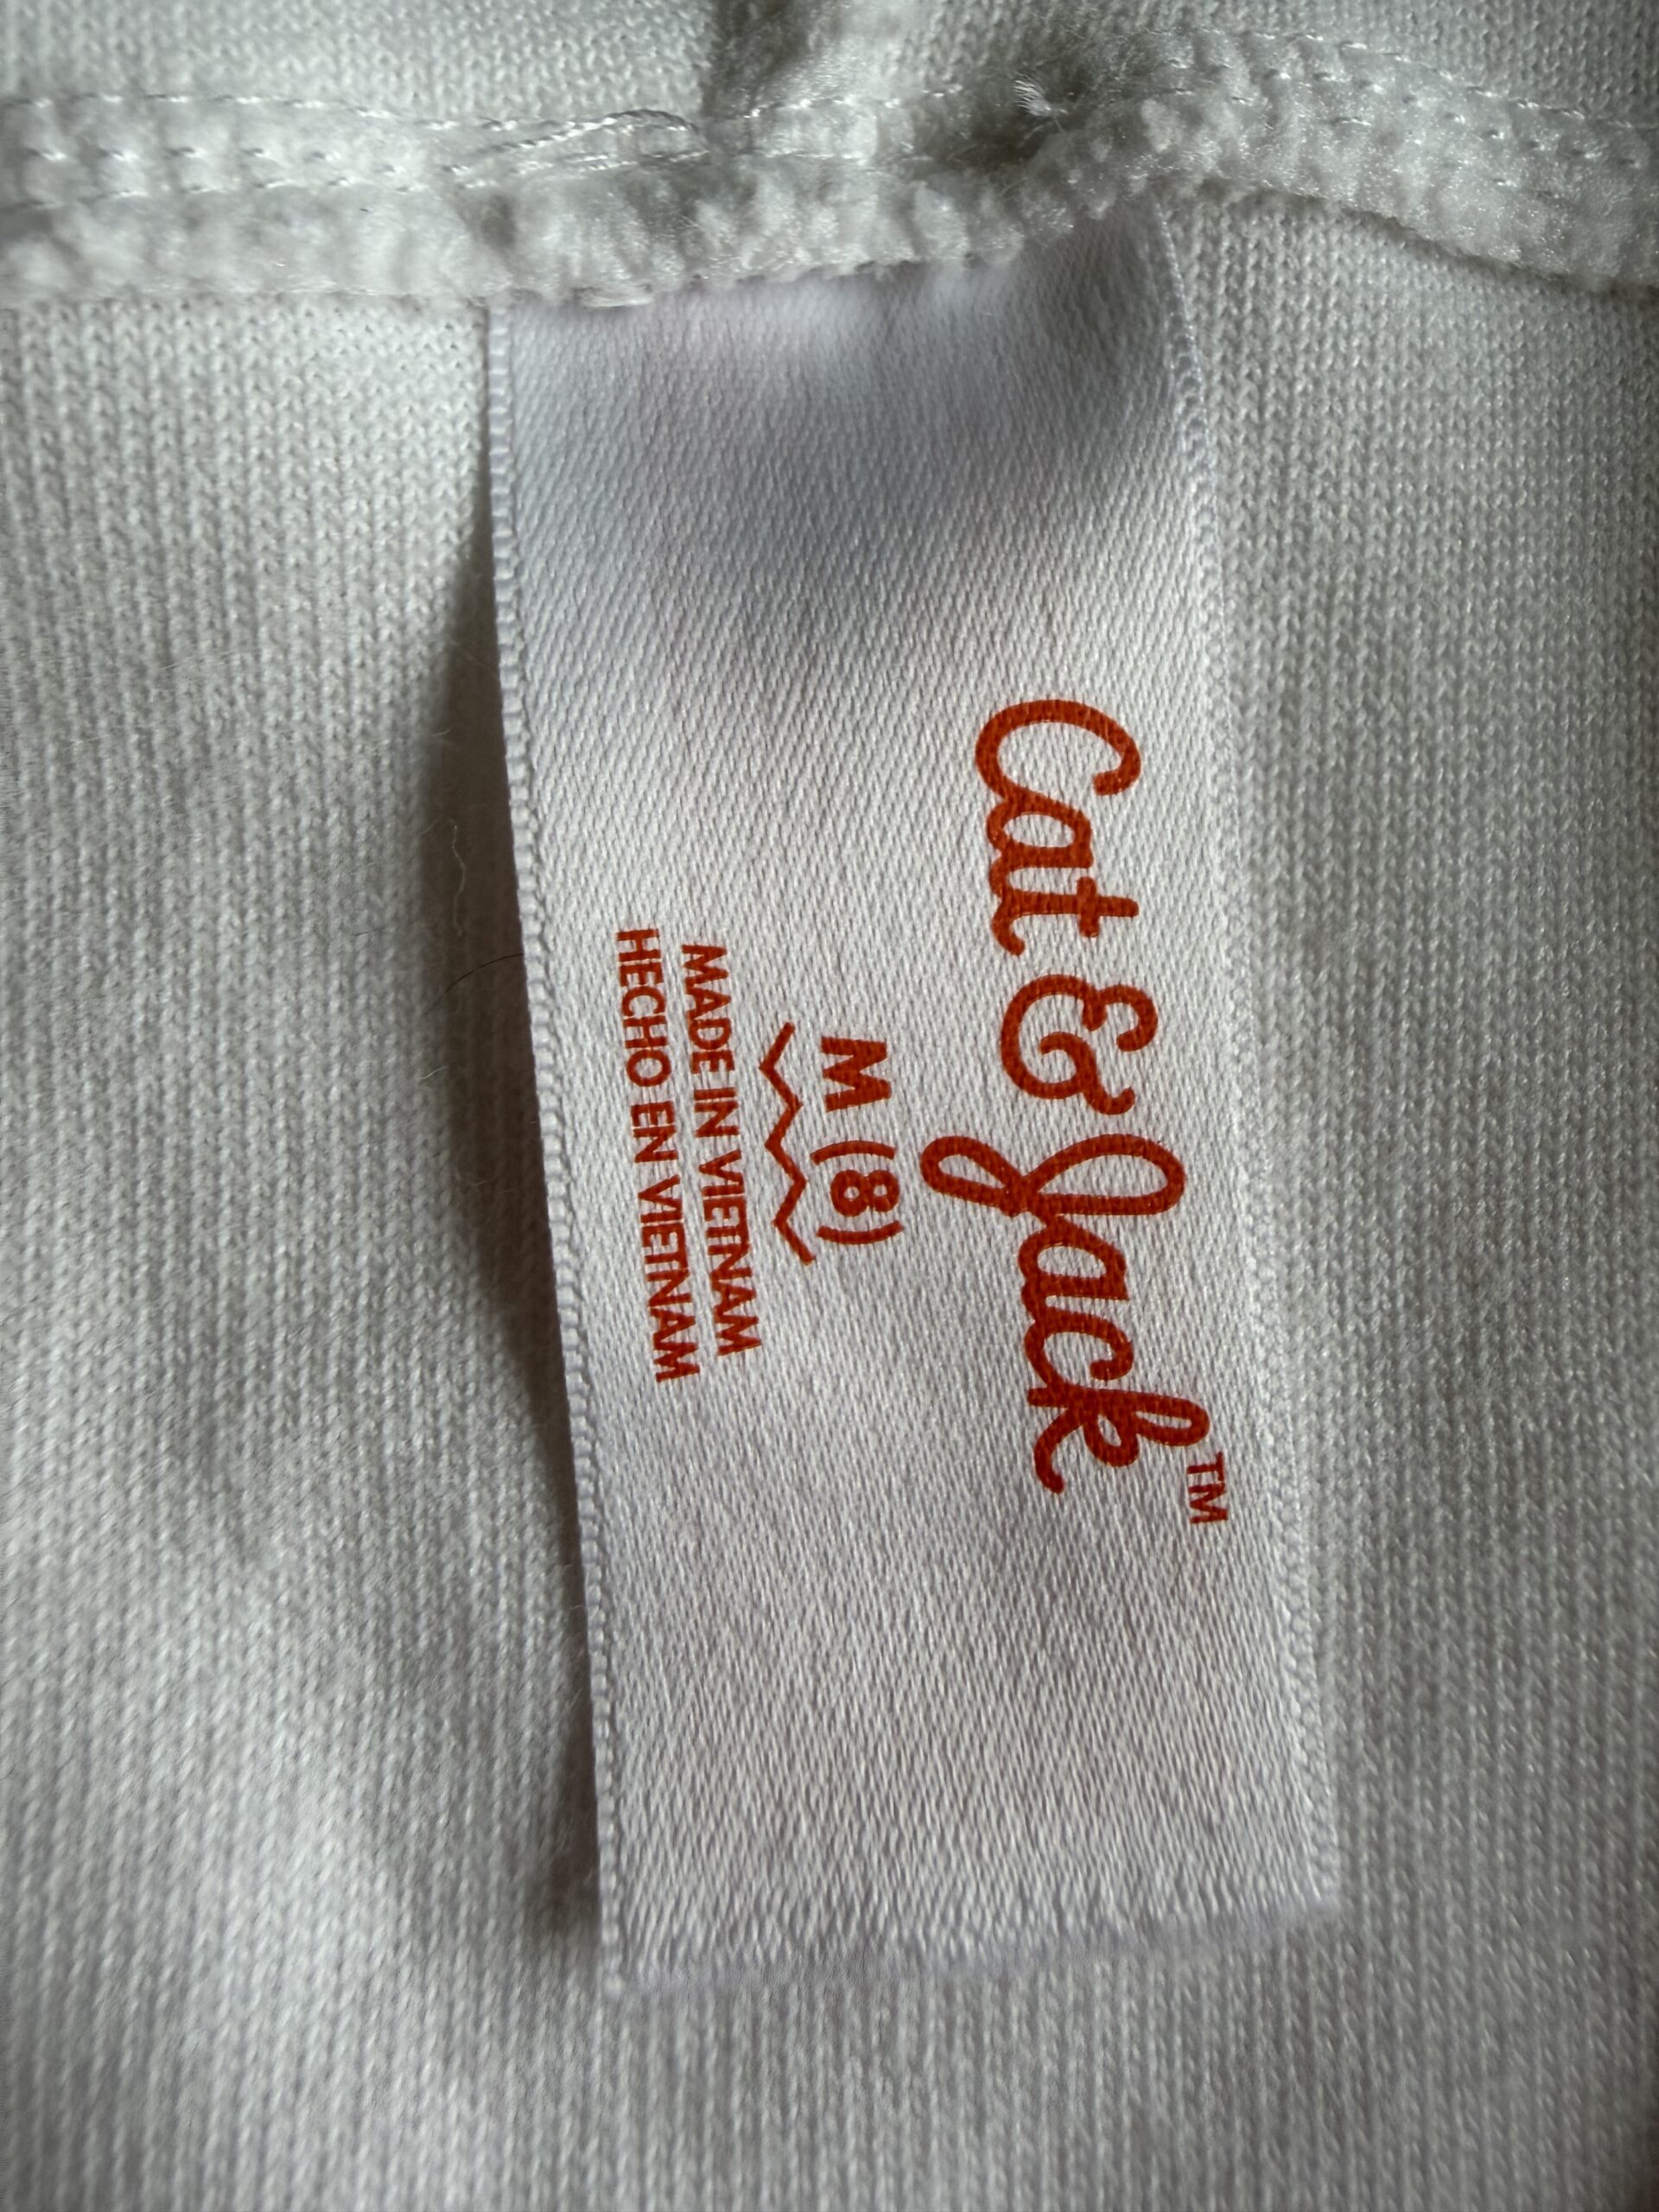 Cat & Jack™
M (8)
MADE IN VIETNAM
HECHO EN VIETNAM